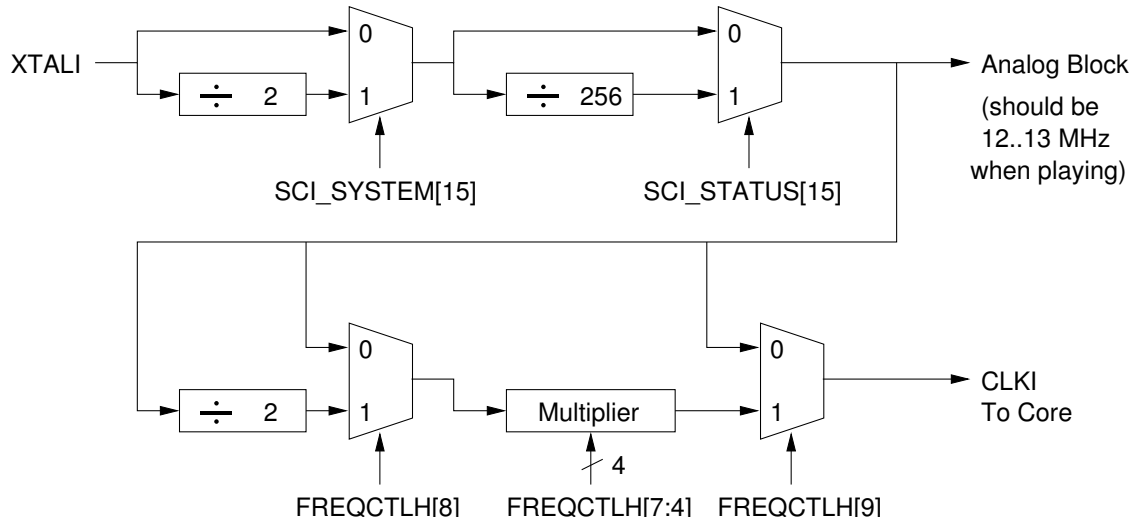 XTALI
0
÷ 2
1
÷ 256
0
1
Analog Block
(should be
12..13 MHz
when playing)
SCI_SYSTEM[15]
SCI_STATUS[15]
0
÷ 2
1
Multiplier
4
0
1
CLKI
To Core
FREQCTLH[8]
FREQCTLH[7:4]
FREQCTLH[9]